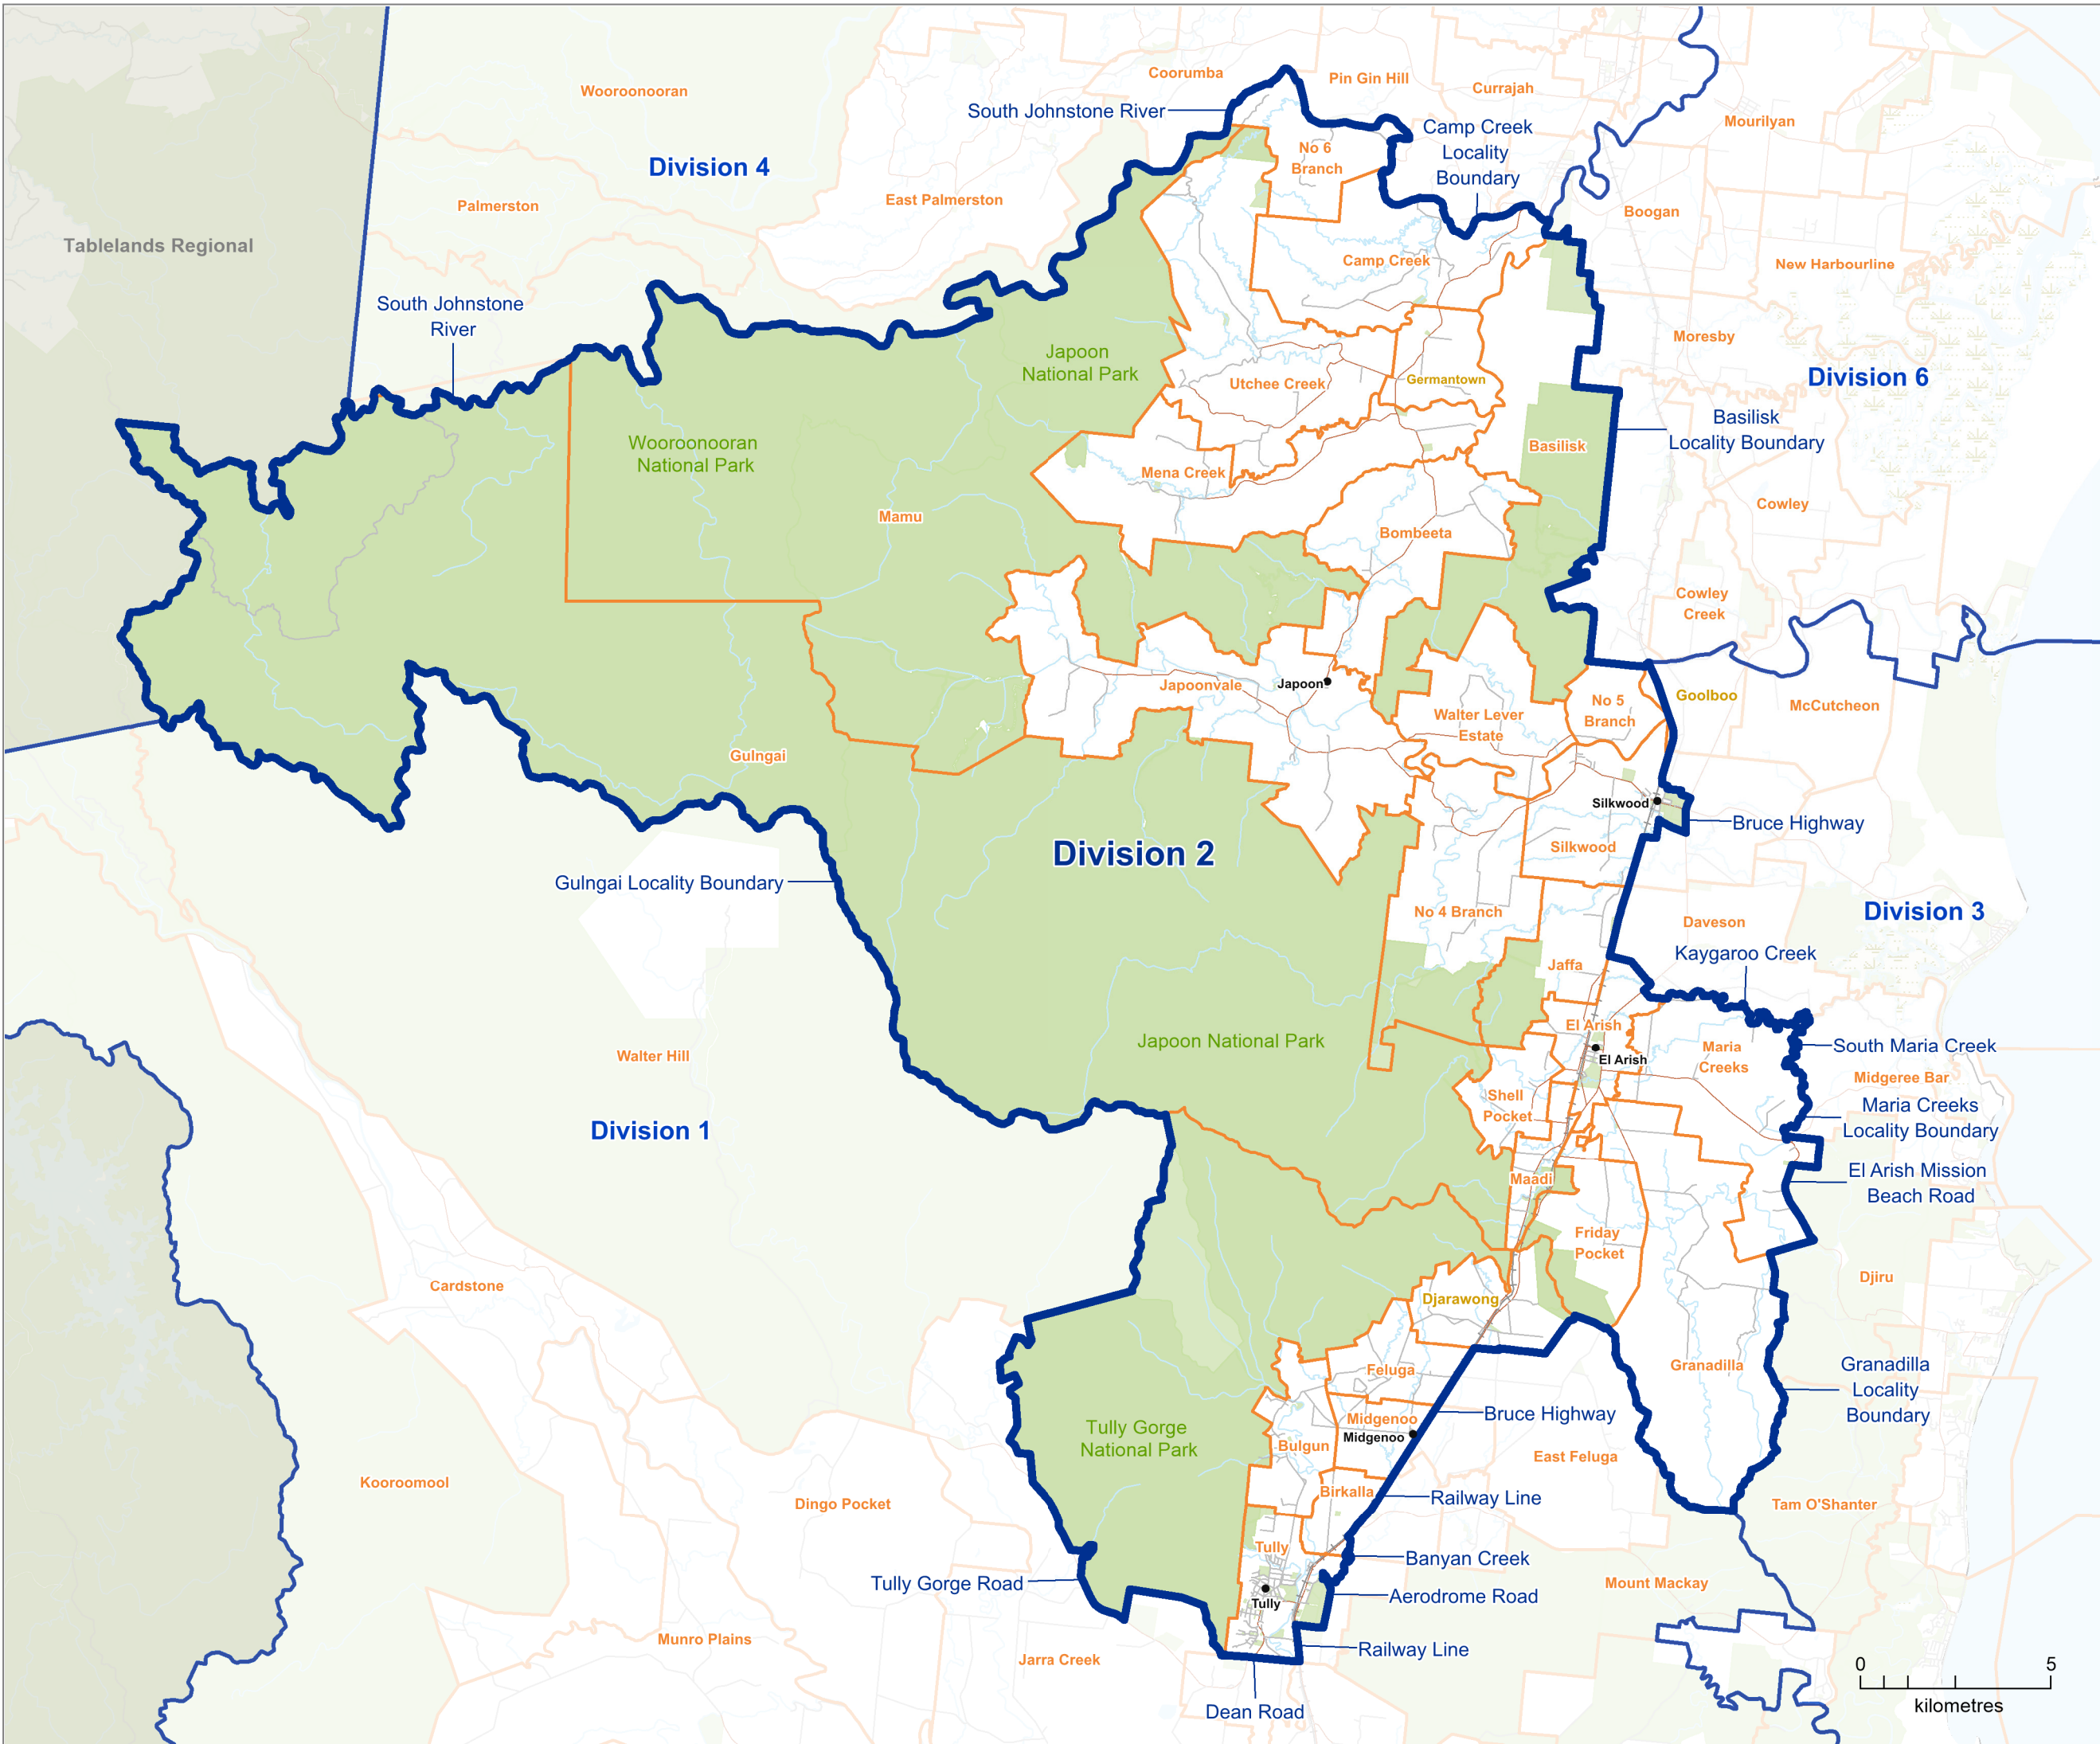 Coorumba
Pin Gin Hill
Currajah
Wooroonooran
South Johnstone River
Mourilyan
Camp Creek
Locality
Boundary
No 6
Branch
Division 4
East Palmerston
Palmerston
Boogan
Tablelands Regional
Camp Creek
New Harbourline
South Johnstone
River
Moresby
Japoon
National Park
Utchee Creek
Germantown
Division 6
Basilisk
Locality Boundary
Wooroonooran
National Park
Basilisk
Mena Creek
Mamu
Cowley
Bombeeta
Cowley
Creek
Japoonvale
Japoon
Goolboo
No 5
Branch
McCutcheon
Walter Lever
Estate
Gulngai
Silkwood
Bruce Highway
Division 2
Silkwood
Gulngai Locality Boundary
No 4 Branch
Division 3
Daveson
Kaygaroo Creek
Jaffa
El Arish
Japoon National Park
Maria
Creeks
South Maria Creek
Walter Hill
El Arish
Midgeree Bar
Shell
Pocket
Maria Creeks
Locality Boundary
Division 1
El Arish Mission
Beach Road
Maadi
Friday
Pocket
Cardstone
Djiru
Djarawong
Feluga
Granadilla
Granadilla
Locality
Boundary
Tully Gorge
National Park
Midgenoo
Midgenoo
Bruce Highway
Bulgun
East Feluga
Kooroomool
Birkalla
Railway Line
Dingo Pocket
Tam O'Shanter
Tully
Banyan Creek
Tully Gorge Road
Mount Mackay
Aerodrome Road
Tully
Munro Plains
Railway Line
Jarra Creek
Dean Road
0 5
kilometres